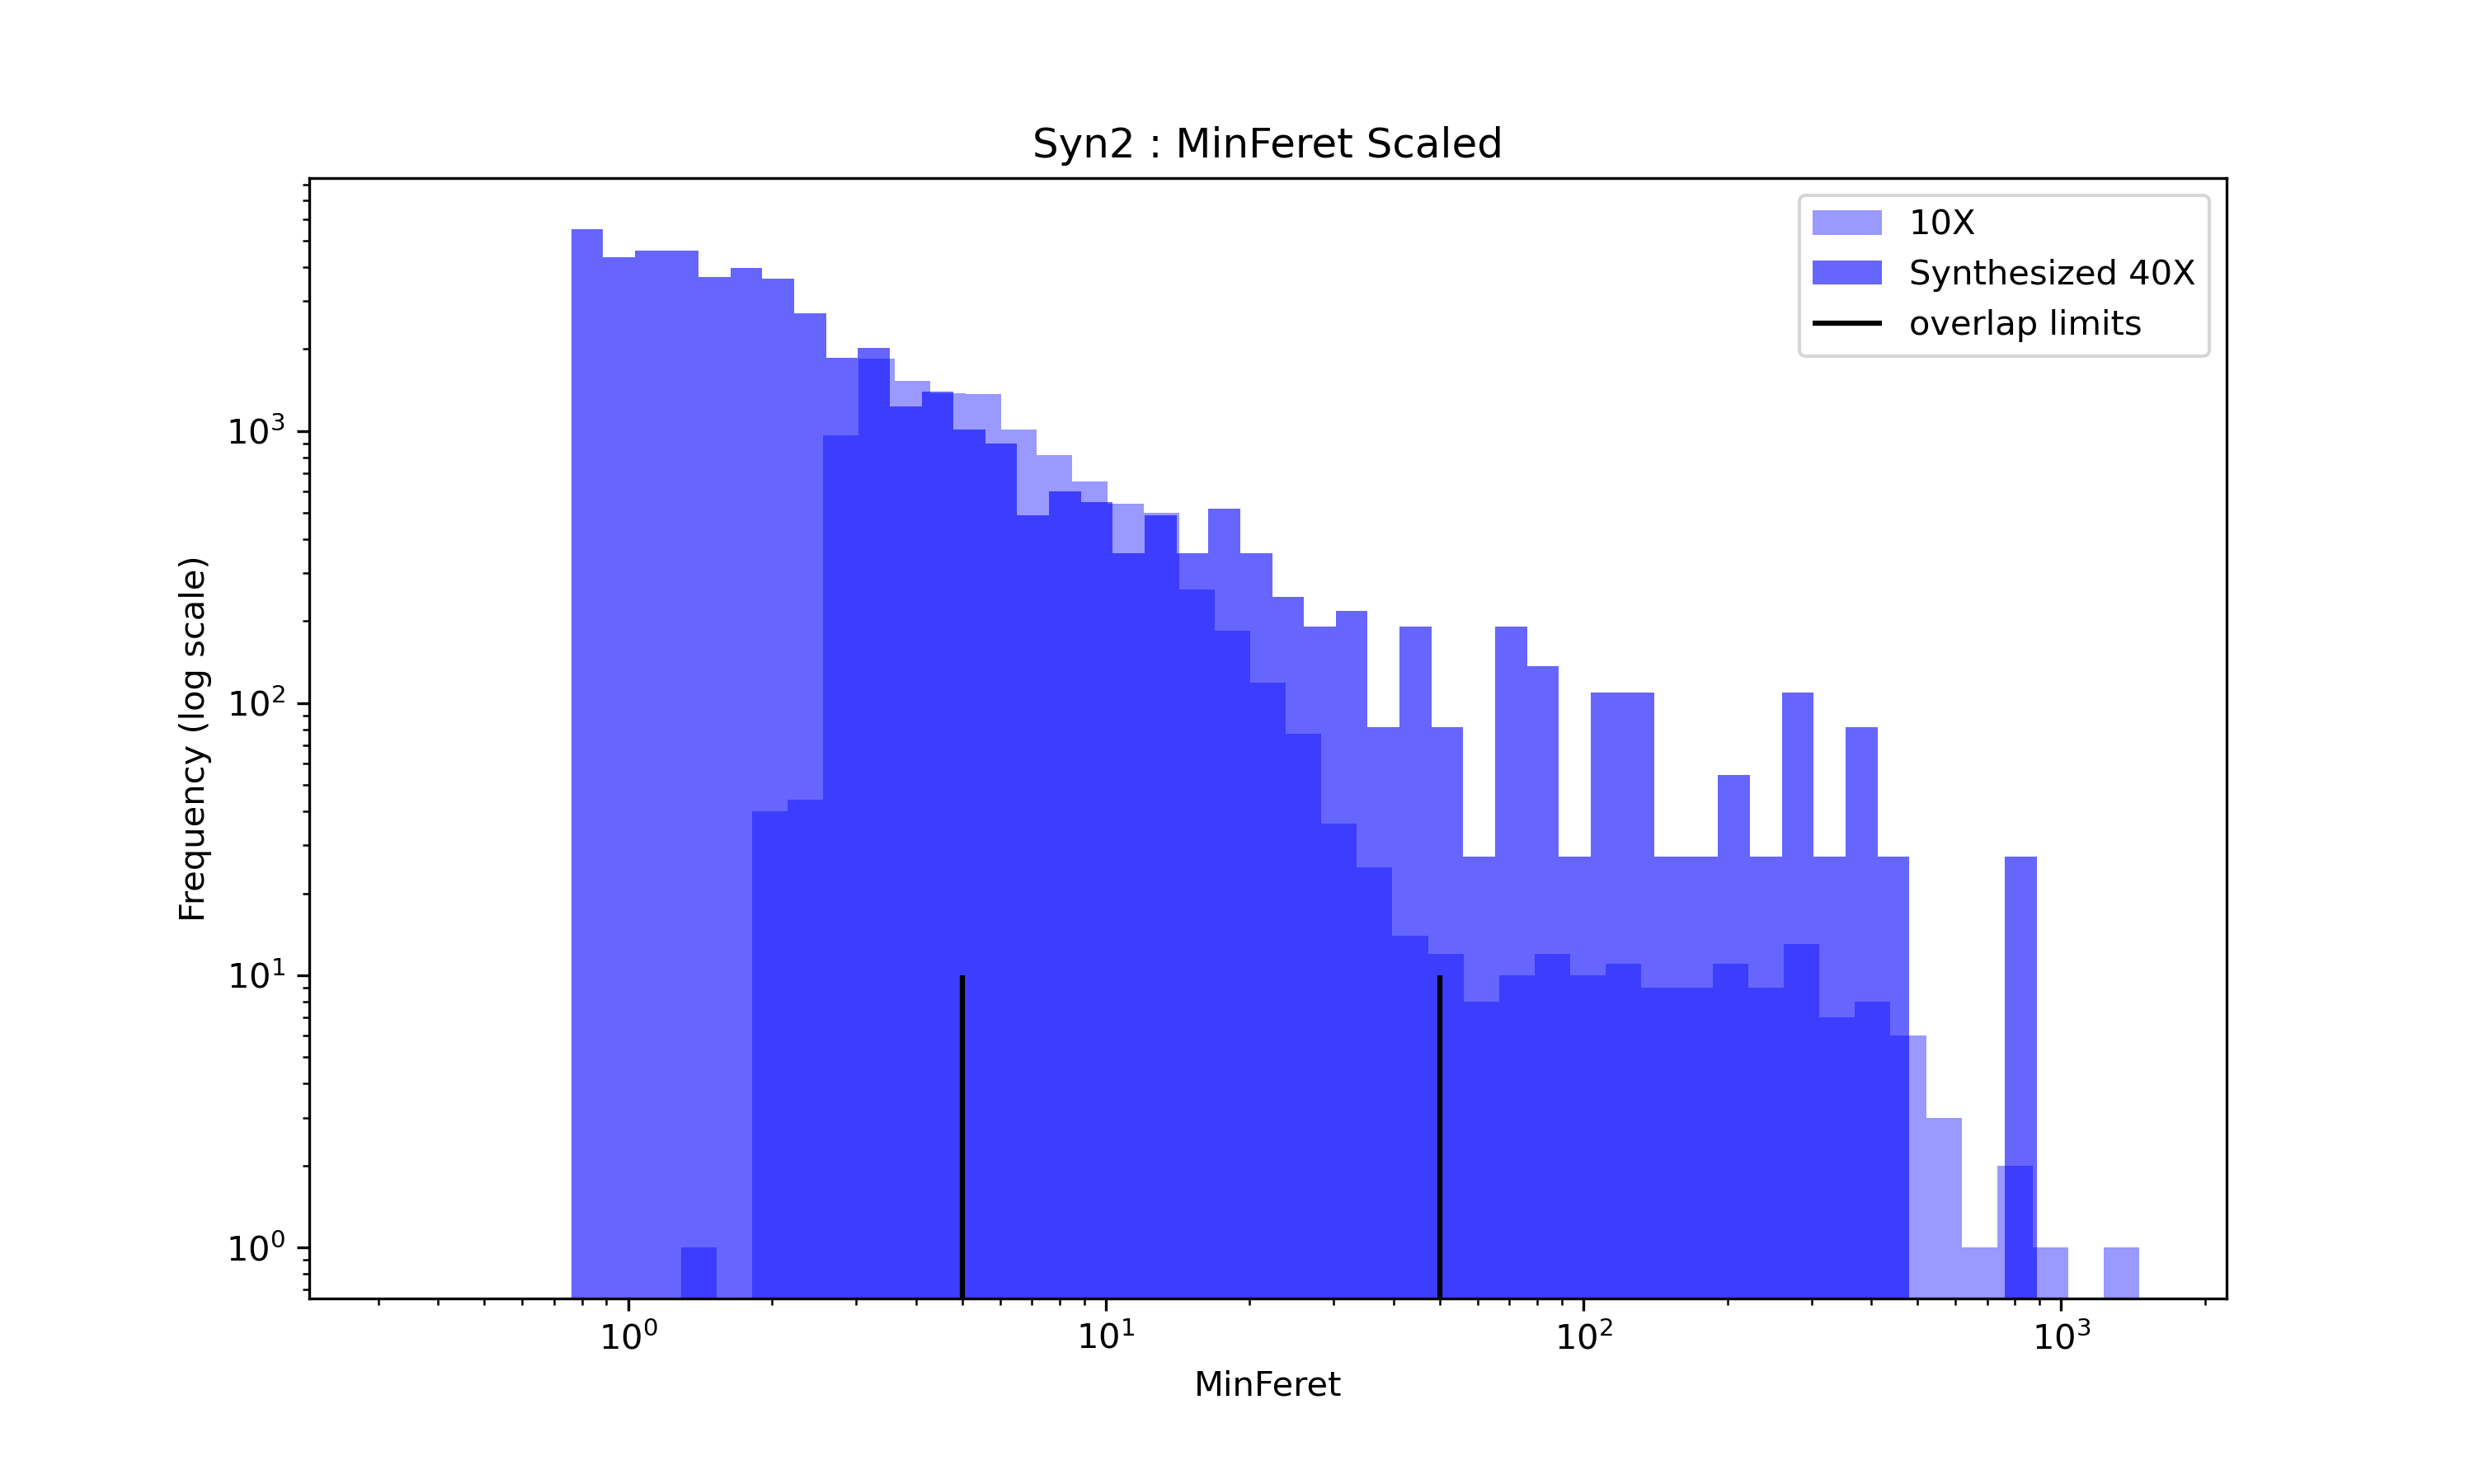 Syn2 : MinFeret Scaled
10X
Synthesized 40X
overlap limits
Frequency (log scale)
10³
10²
10¹
10⁰
10⁰ 10¹ 10² 10³
MinFeret